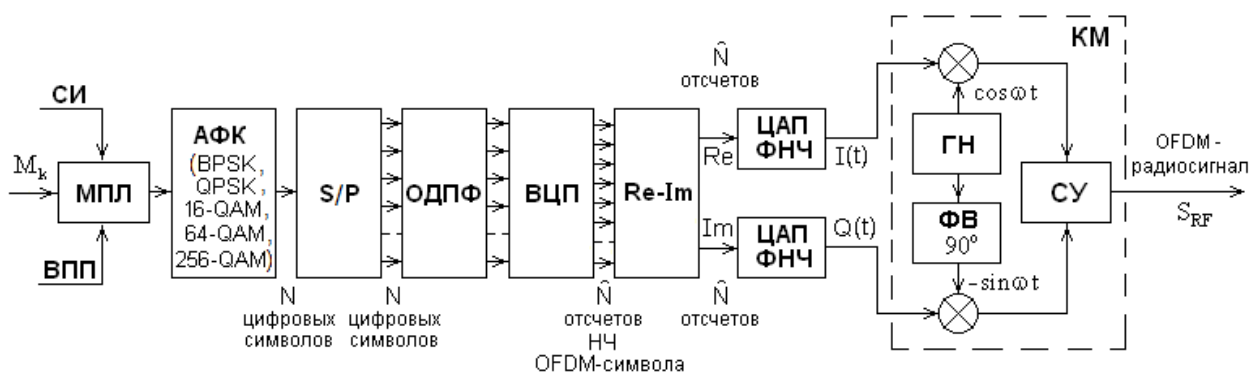 СИ
M_k
МПЛ
ВПП
АФК
(BPSK,
QPSK,
16-QAM,
64-QAM,
256-QAM)
N
цифровых
символов
S/P
N
цифровых
символов
ОДПФ
ВЦП
N̂
отсчетов
НЧ
OFDM-символа
Re-Im
N̂
отсчетов
Re
Im
N̂
отсчетов
ЦАП
ФНЧ
I(t)
ЦАП
ФНЧ
Q(t)
КМ
cosωt
ГН
ФВ
90°
-sinωt
СУ
OFDM -
радиосигнал
S_RF